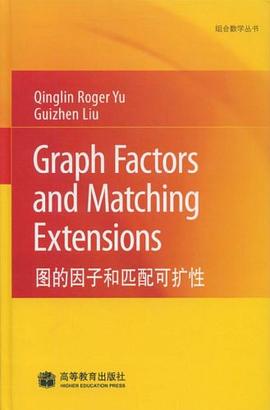 组合数学丛书
Qinglin Roger Yu
Guizhen Liu
Graph Factors
and Matching
Extensions
图的因子和匹配可扩性
高等教育出版社
HIGHER EDUCATION PRESS